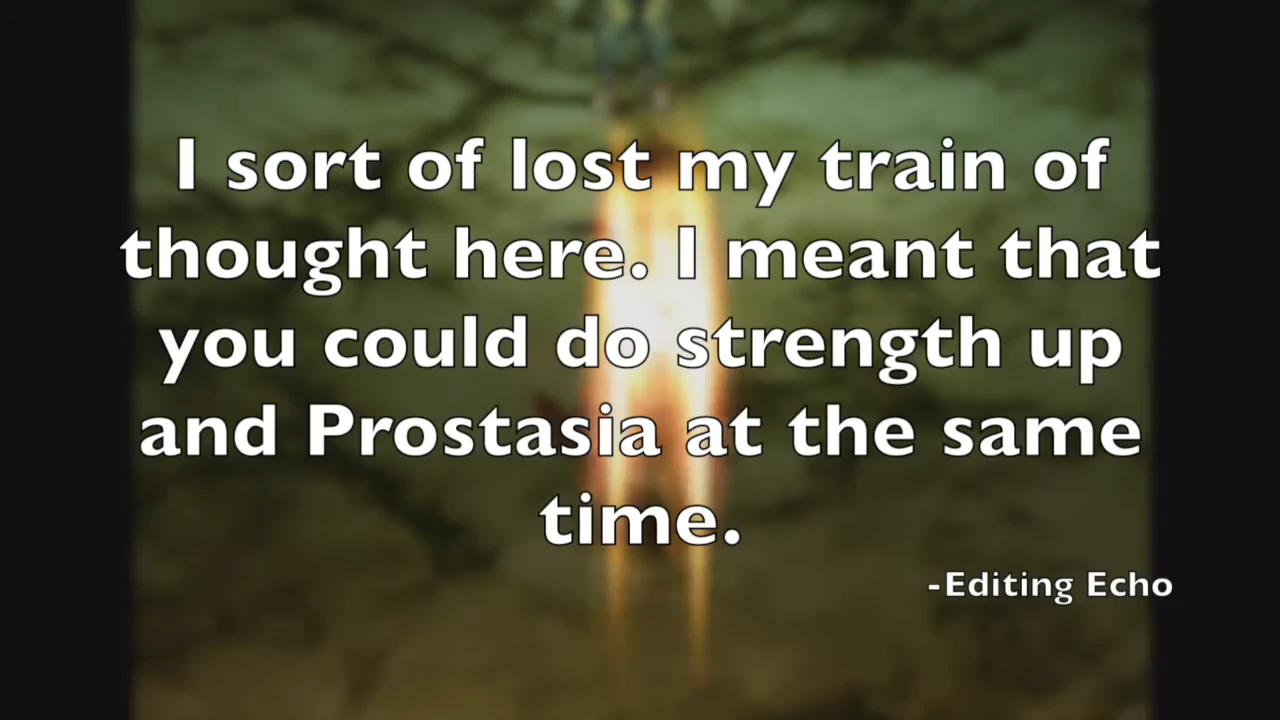 I sort of lost my train of
thought here. I meant that
you could do strength up
and Prostasia at the same
time.
-Editing Echo